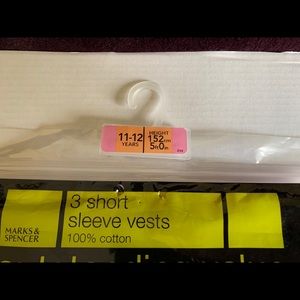 11-12
YEARS
HEIGHT
152cm
5ft0in
3 short
sleeve vests
100% cotton
MARKS &
SPENCER